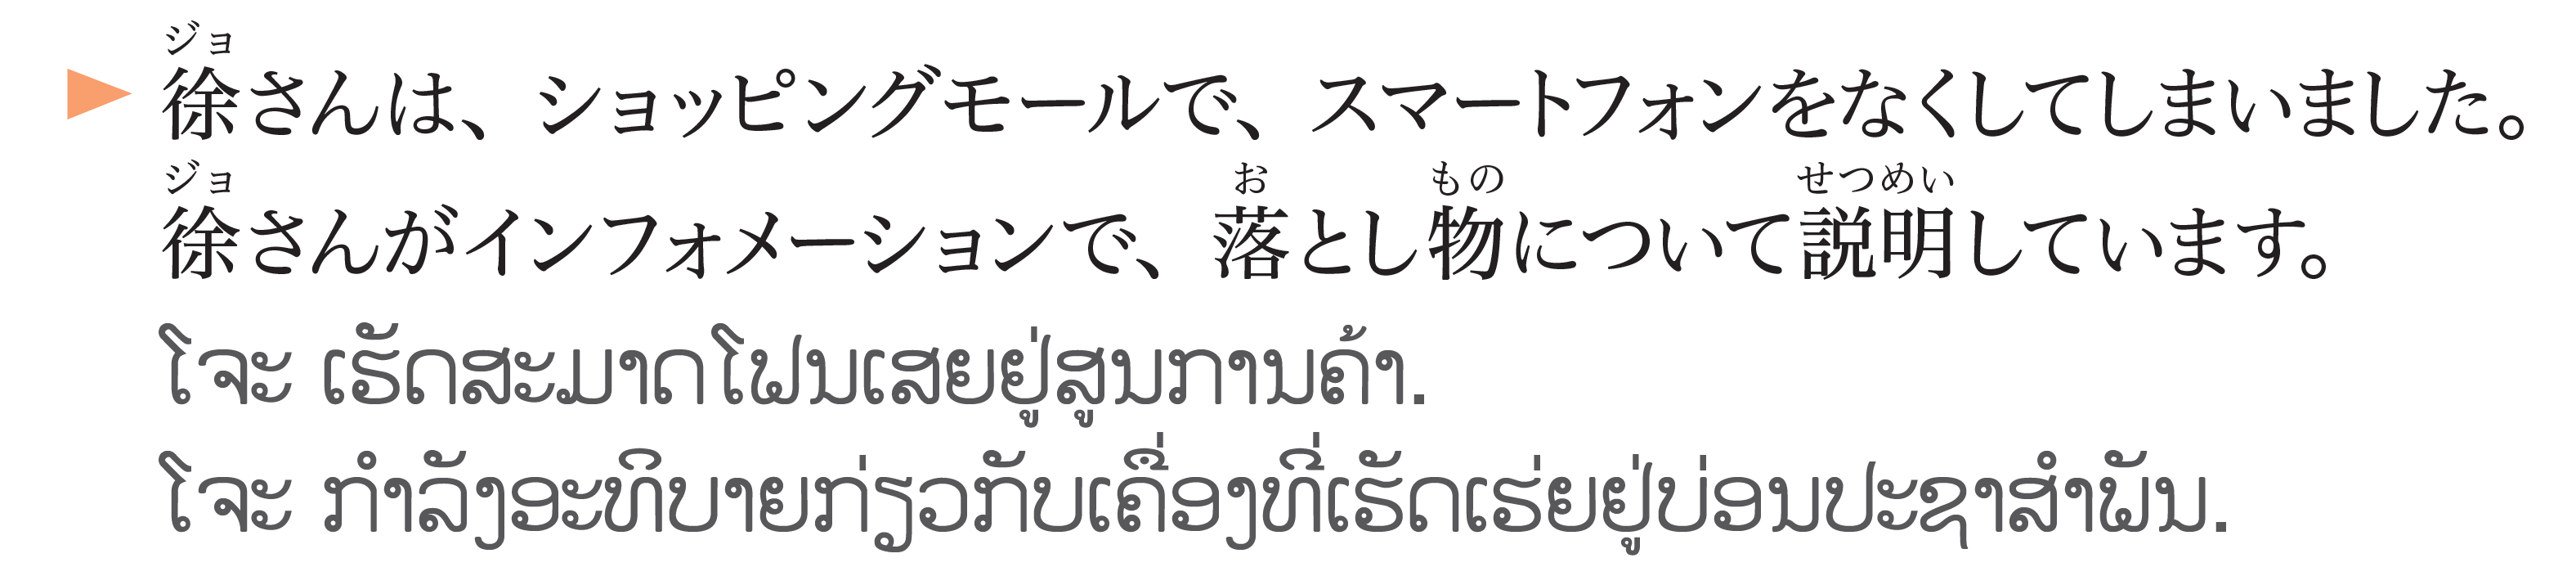 ジョ
徐さんは、ショッピングモールで、スマートフォンをなくしてしまいました。
ジョ お もの せつめい
徐さんがインフォメーションで、落とし物について説明しています。
ໂຈະ ເຮັດສະມາດໂຟນເສຍຢູ່ສູນການຄ້າ.
ໂຈະ ກຳລັງອະທິບາຍກ່ຽວກັບເຄື່ອງທີ່ເຮັດເຮ່ຍຢູ່ບ່ອນປະຊາສຳພັນ.